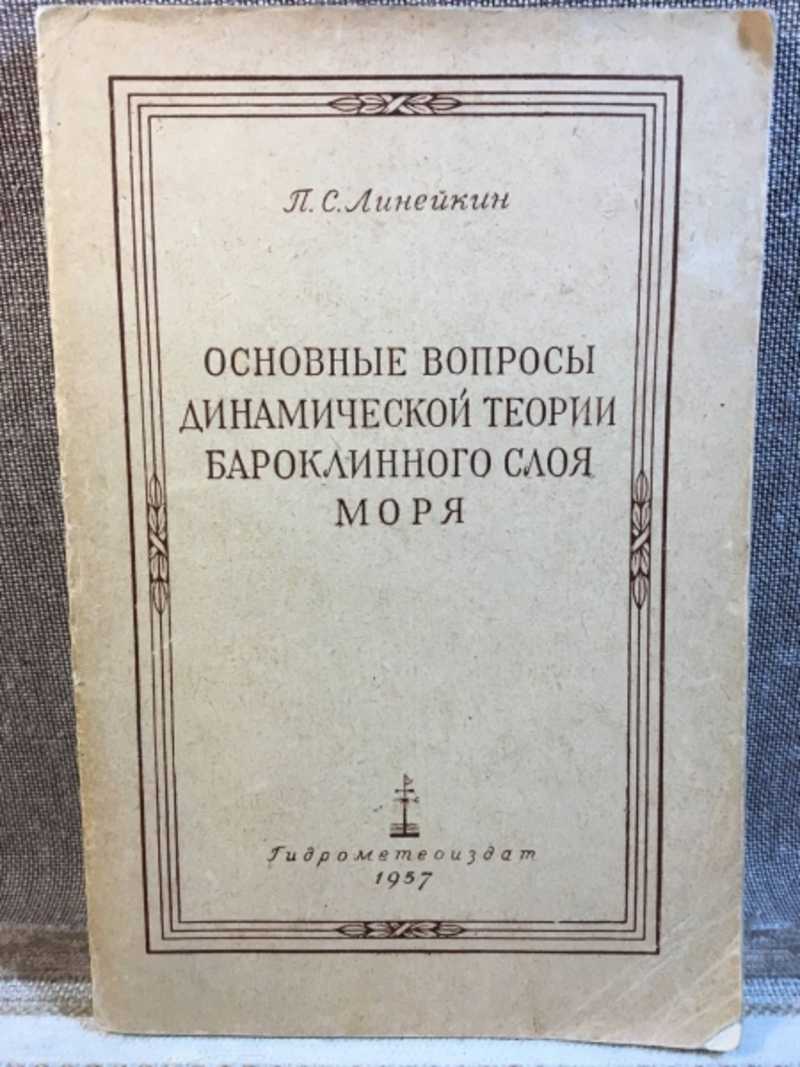 П. С. Линейкин
ОСНОВНЫЕ ВОПРОСЫ
ДИНАМИЧЕСКОЙ ТЕОРИИ
БАРОКЛИННОГО СЛОЯ
МОРЯ
Гидрометеоиздат
1957